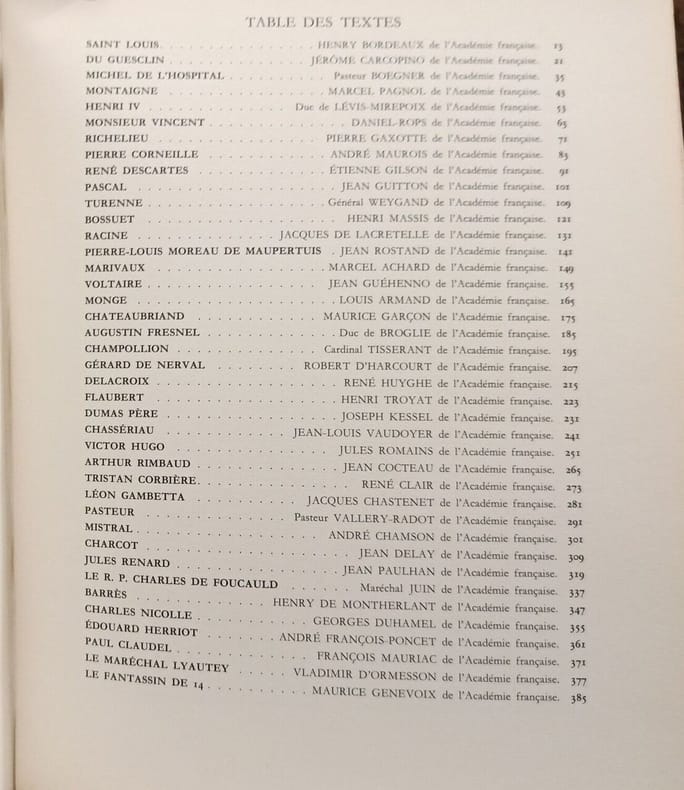 TABLE DES TEXTES
SAINT LOUIS. . . . . . . . . . . . . . . . HENRY BORDEAUX de l'Académie française. 13
DU GUESCLIN . . . . . . . . . . . . . . . JÉRÔME CARCOPINO de l'Académie française. 21
MICHEL DE L'HOSPITAL . . . . . . . . . . Pasteur BOEGNER de l'Académie française. 35
MONTAIGNE . . . . . . . . . . . . . . . . MARCEL PAGNOL de l'Académie française. 43
HENRI IV . . . . . . . . . . . . . . Duc de LÉVIS-MIREPOIX de l'Académie française. 53
MONSIEUR VINCENT . . . . . . . . . . . . DANIEL-ROPS de l'Académie française. 63
RICHELIEU . . . . . . . . . . . . . . . . PIERRE GAXOTTE de l'Académie française. 71
PIERRE CORNEILLE . . . . . . . . . . . . ANDRÉ MAUROIS de l'Académie française. 83
RENÉ DESCARTES . . . . . . . . . . . . . ÉTIENNE GILSON de l'Académie française. 91
PASCAL . . . . . . . . . . . . . . . . . JEAN GUITTON de l'Académie française. 101
TURENNE . . . . . . . . . . . . . . . . Général WEYGAND de l'Académie française. 109
BOSSUET . . . . . . . . . . . . . . . . . HENRI MASSIS de l'Académie française. 121
RACINE . . . . . . . . . . . . JACQUES DE LACRETELLE de l'Académie française. 131
PIERRE-LOUIS MOREAU DE MAUPERTUIS . JEAN ROSTAND de l'Académie française. 141
MARIVAUX . . . . . . . . . . . . . . . . MARCEL ACHARD de l'Académie française. 149
VOLTAIRE . . . . . . . . . . . . . . . . JEAN GUÉHENNO de l'Académie française. 155
MONGE . . . . . . . . . . . . . . . . . LOUIS ARMAND de l'Académie française. 165
CHATEAUBRIAND . . . . . . . . . . . . MAURICE GARÇON de l'Académie française. 175
AUGUSTIN FRESNEL . . . . . . . . . . . . Duc de BROGLIE de l'Académie française. 185
CHAMPOLLION . . . . . . . . . . . . . Cardinal TISSERANT de l'Académie française. 195
GÉRARD DE NERVAL . . . . . . . . ROBERT D'HARCOURT de l'Académie française. 207
DELACROIX . . . . . . . . . . . . . . . . RENÉ HUYGHE de l'Académie française. 215
FLAUBERT . . . . . . . . . . . . . . . . HENRI TROYAT de l'Académie française. 223
DUMAS PÈRE . . . . . . . . . . . . . . . JOSEPH KESSEL de l'Académie française. 231
CHASSÉRIAU . . . . . . . . . . . JEAN-LOUIS VAUDOYER de l'Académie française. 241
VICTOR HUGO . . . . . . . . . . . . . . JULES ROMAINS de l'Académie française. 251
ARTHUR RIMBAUD . . . . . . . . . . . . JEAN COCTEAU de l'Académie française. 265
TRISTAN CORBIÈRE. . . . . . . . . . . . . RENÉ CLAIR de l'Académie française. 273
LÉON GAMBETTA . . . . . . . . . . JACQUES CHASTENET de l'Académie française. 281
PASTEUR . . . . . . . . . . . . Pasteur VALLERY-RADOT de l'Académie française. 291
MISTRAL. . . . . . . . . . . . . . . . ANDRÉ CHAMSON de l'Académie française. 301
CHARCOT . . . . . . . . . . . . . . . . . JEAN DELAY de l'Académie française. 309
JULES RENARD . . . . . . . . . . . . . . JEAN PAULHAN de l'Académie française. 319
LE R. P. CHARLES DE FOUCAULD . . . . . . Maréchal JUIN de l'Académie française. 337
BARRÈS . . . . . . . . . . . . HENRY DE MONTHERLANT de l'Académie française. 347
CHARLES NICOLLE . . . . . . . . . . GEORGES DUHAMEL de l'Académie française. 355
ÉDOUARD HERRIOT . . . . . . . ANDRÉ FRANÇOIS-PONCET de l'Académie française. 361
PAUL CLAUDEL. . . . . . . . . . . . FRANÇOIS MAURIAC de l'Académie française. 371
LE MARÉCHAL LYAUTEY . . . . . VLADIMIR D'ORMESSON de l'Académie française. 377
LE FANTASSIN DE 14 . . . . . . . . . MAURICE GENEVOIX de l'Académie française. 385